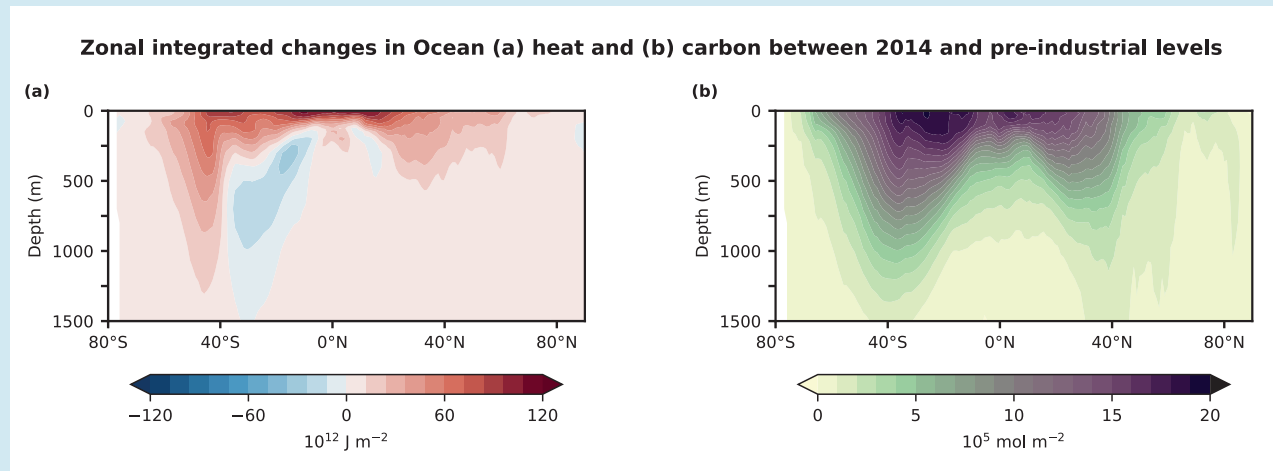 Zonal integrated changes in Ocean (a) heat and (b) carbon between 2014 and pre-industrial levels
(a)
0
500
1000
1500
Depth (m)
80°S 40°S 0°N 40°N 80°N
−120 −60 0 60 120
10¹² J m⁻²
(b)
0
500
1000
1500
Depth (m)
80°S 40°S 0°N 40°N 80°N
0 5 10 15 20
10⁵ mol m⁻²